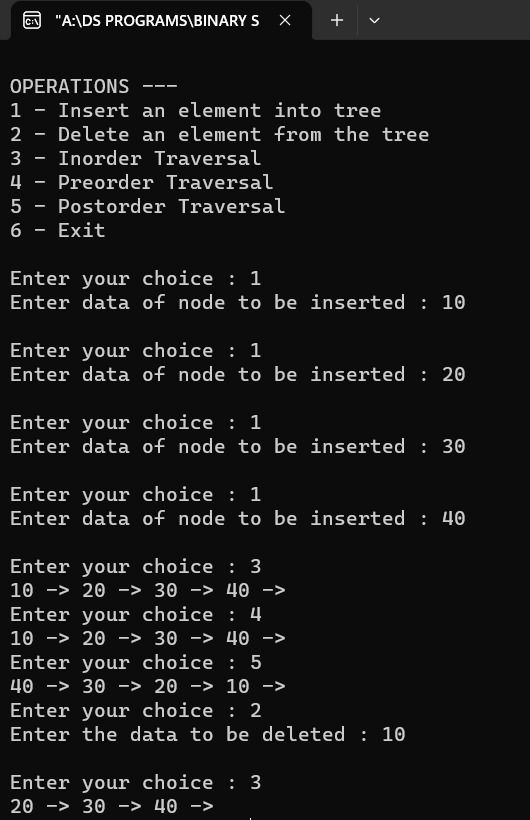 "A:\DS PROGRAMS\BINARY S
OPERATIONS ---
1 - Insert an element into tree
2 - Delete an element from the tree
3 - Inorder Traversal
4 - Preorder Traversal
5 - Postorder Traversal
6 - Exit
Enter your choice : 1
Enter data of node to be inserted : 10
Enter your choice : 1
Enter data of node to be inserted : 20
Enter your choice : 1
Enter data of node to be inserted : 30
Enter your choice : 1
Enter data of node to be inserted : 40
Enter your choice : 3
10 -> 20 -> 30 -> 40 ->
Enter your choice : 4
10 -> 20 -> 30 -> 40 ->
Enter your choice : 5
40 -> 30 -> 20 -> 10 ->
Enter your choice : 2
Enter the data to be deleted : 10
Enter your choice : 3
20 -> 30 -> 40 ->